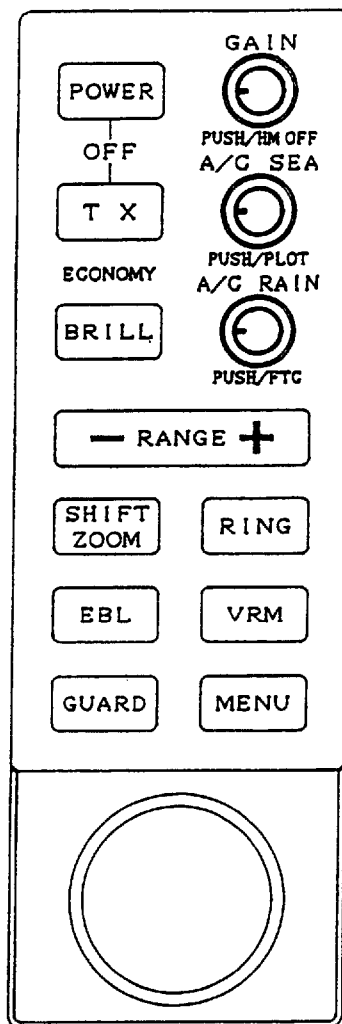 GAIN
POWER
PUSH/HM OFF
OFF
A/C SEA
T X
PUSH/PLOT
ECONOMY
A/C RAIN
BRILL
PUSH/FTC
− RANGE +
SHIFT
ZOOM
RING
EBL
VRM
GUARD
MENU